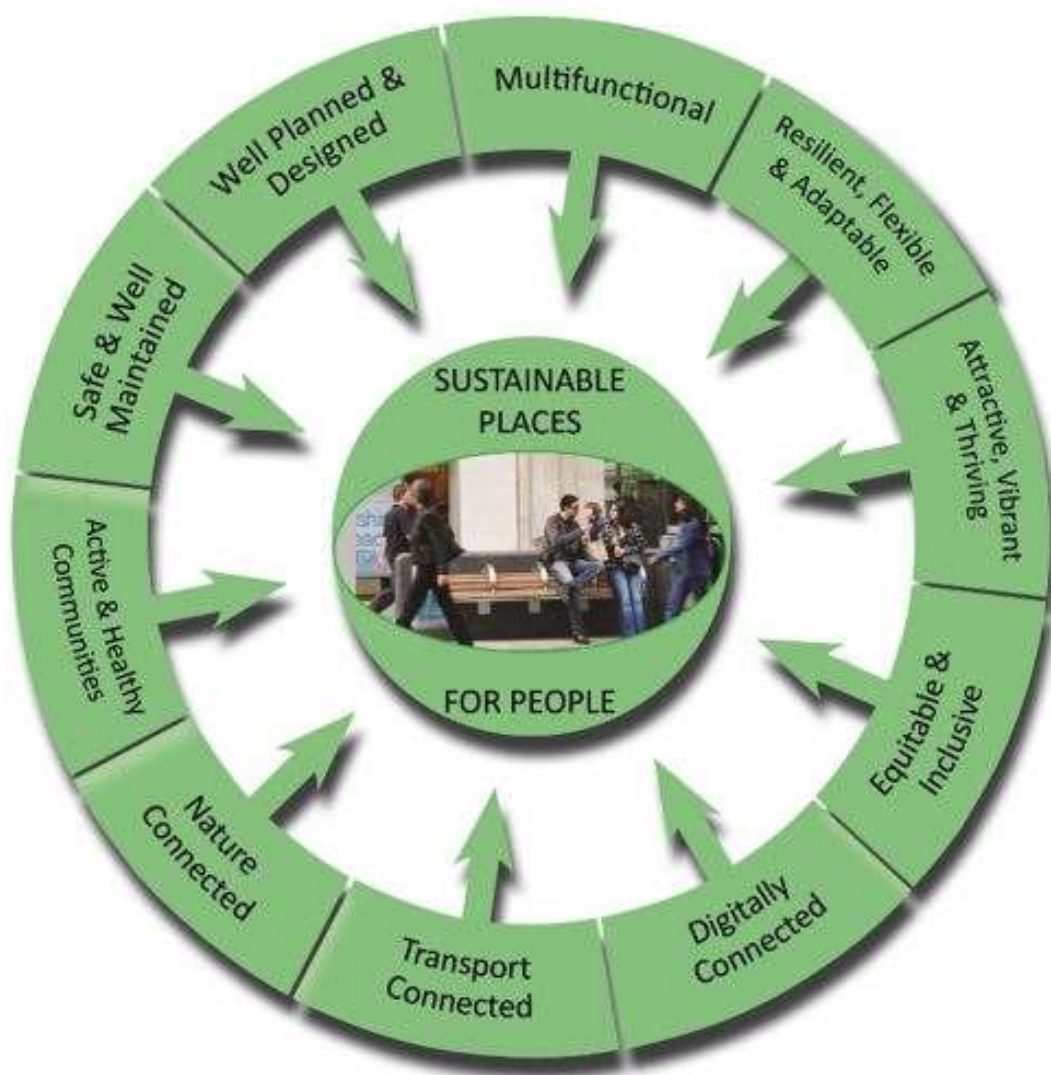 Multifunctional
Resilient, Flexible
& Adaptable
Attractive, Vibrant
& Thriving
Equitable &
Inclusive
Digitally
Connected
Transport
Connected
Nature
Connected
Active & Healthy
Communities
Safe & Well
Maintained
Well Planned &
Designed
SUSTAINABLE
PLACES
FOR PEOPLE